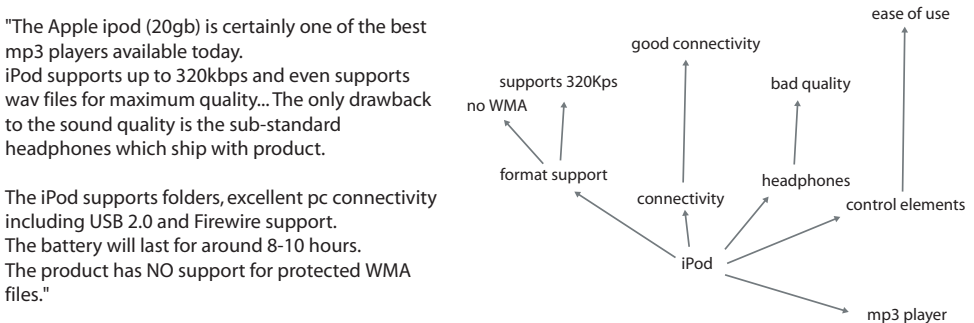 "The Apple ipod (20gb) is certainly one of the best
mp3 players available today.
iPod supports up to 320kbps and even supports
wav files for maximum quality... The only drawback
to the sound quality is the sub-standard
headphones which ship with product.
The iPod supports folders, excellent pc connectivity
including USB 2.0 and Firewire support.
The battery will last for around 8-10 hours.
The product has NO support for protected WMA
files."
ease of use
good connectivity
supports 320Kps
bad quality
no WMA
format support
headphones
connectivity
control elements
iPod
mp3 player